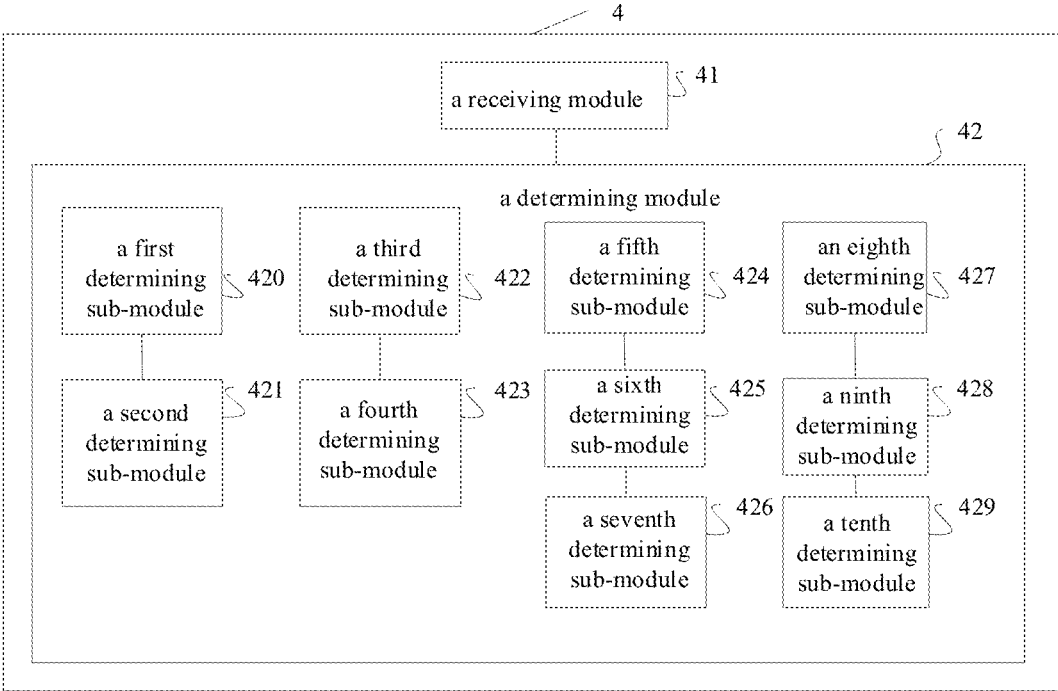 4
a receiving module
41
42
a determining module
a first
determining
sub-module
420
a third
determining
sub-module
422
a fifth
determining
sub-module
424
an eighth
determining
sub-module
427
a second
determining
sub-module
421
a fourth
determining
sub-module
423
a sixth
determining
sub-module
425
a ninth
determining
sub-module
428
a seventh
determining
sub-module
426
a tenth
determining
sub-module
429